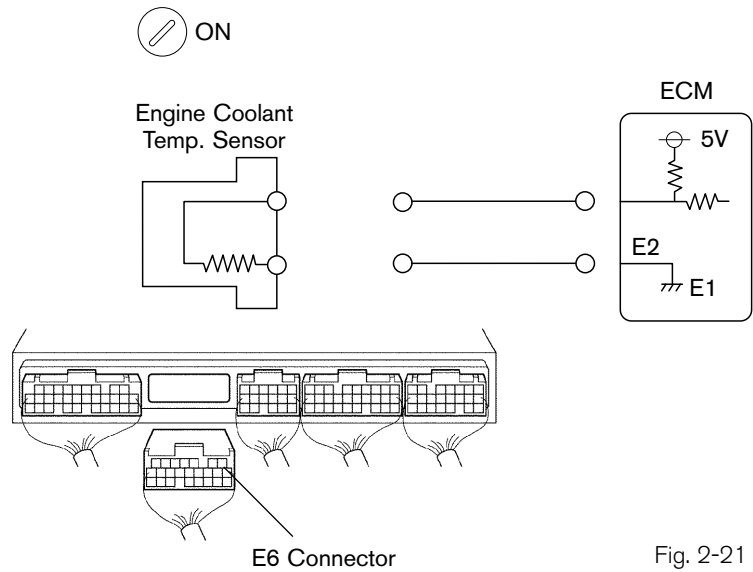 ON
Engine Coolant
Temp. Sensor
ECM
5V
E2
E1
E6 Connector
Fig. 2-21